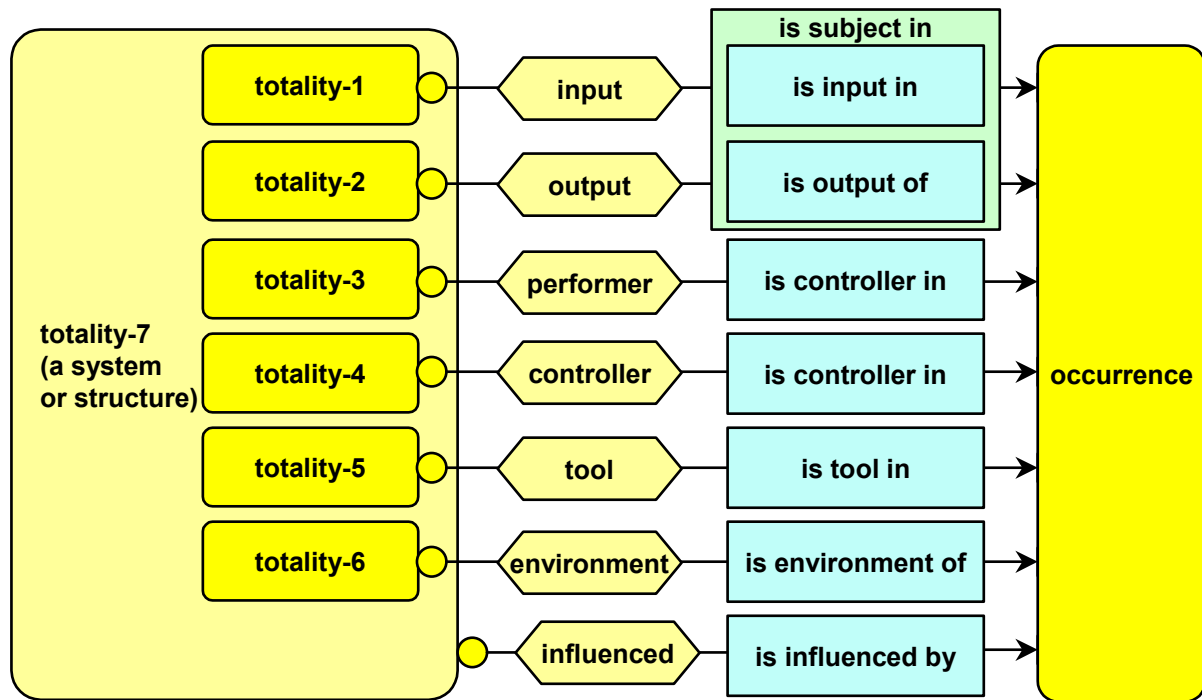 is subject in
totality-1
input
is input in
totality-2
output
is output of
totality-3
performer
is controller in
totality-7
(a system
or structure)
totality-4
controller
is controller in
occurrence
totality-5
tool
is tool in
totality-6
environment
is environment of
influenced
is influenced by